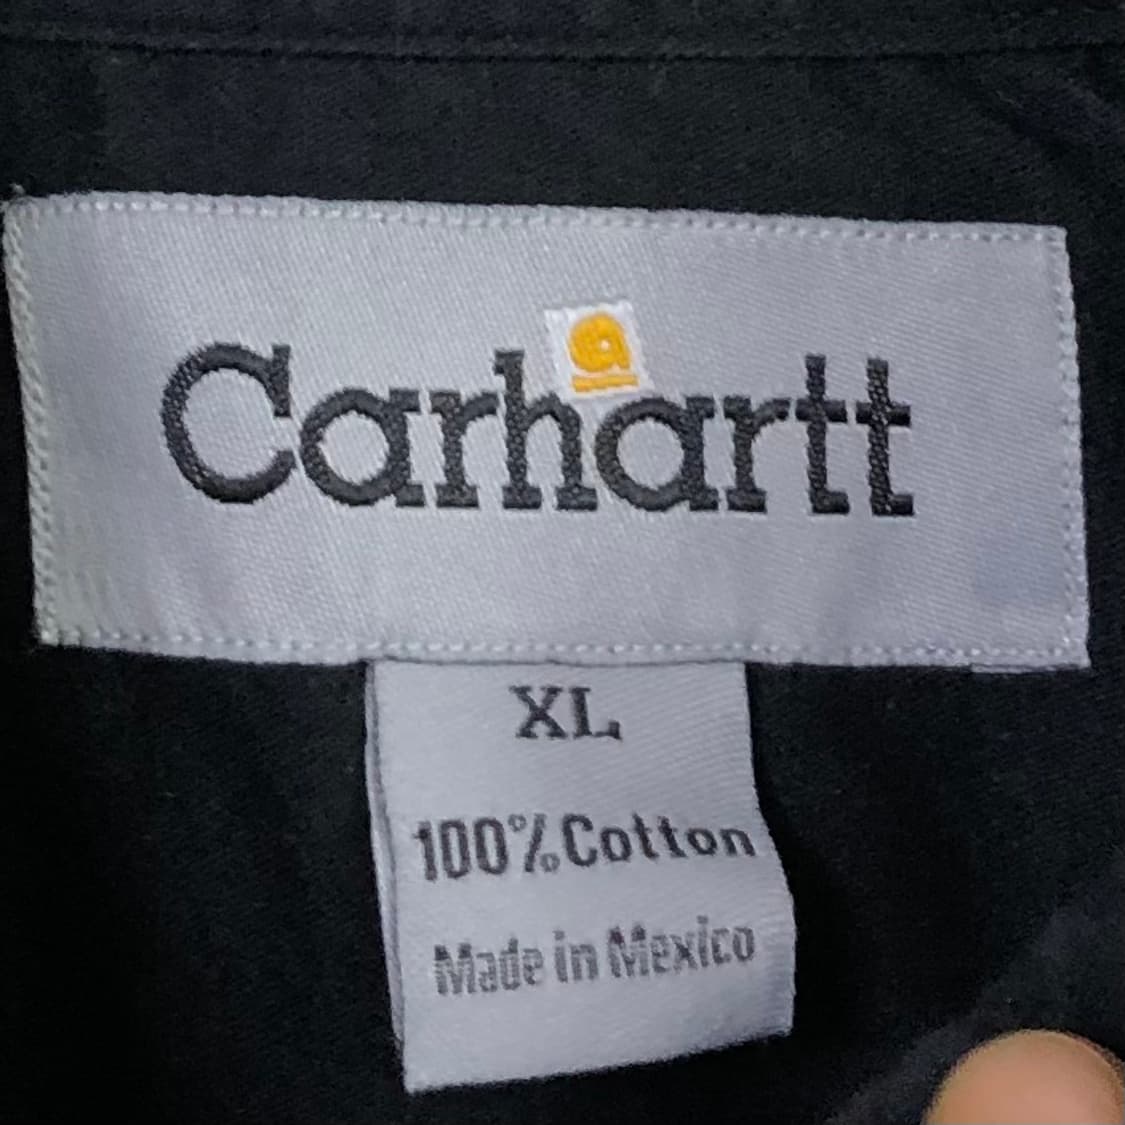 Carhartt
XL
100% Cotton
Made in Mexico